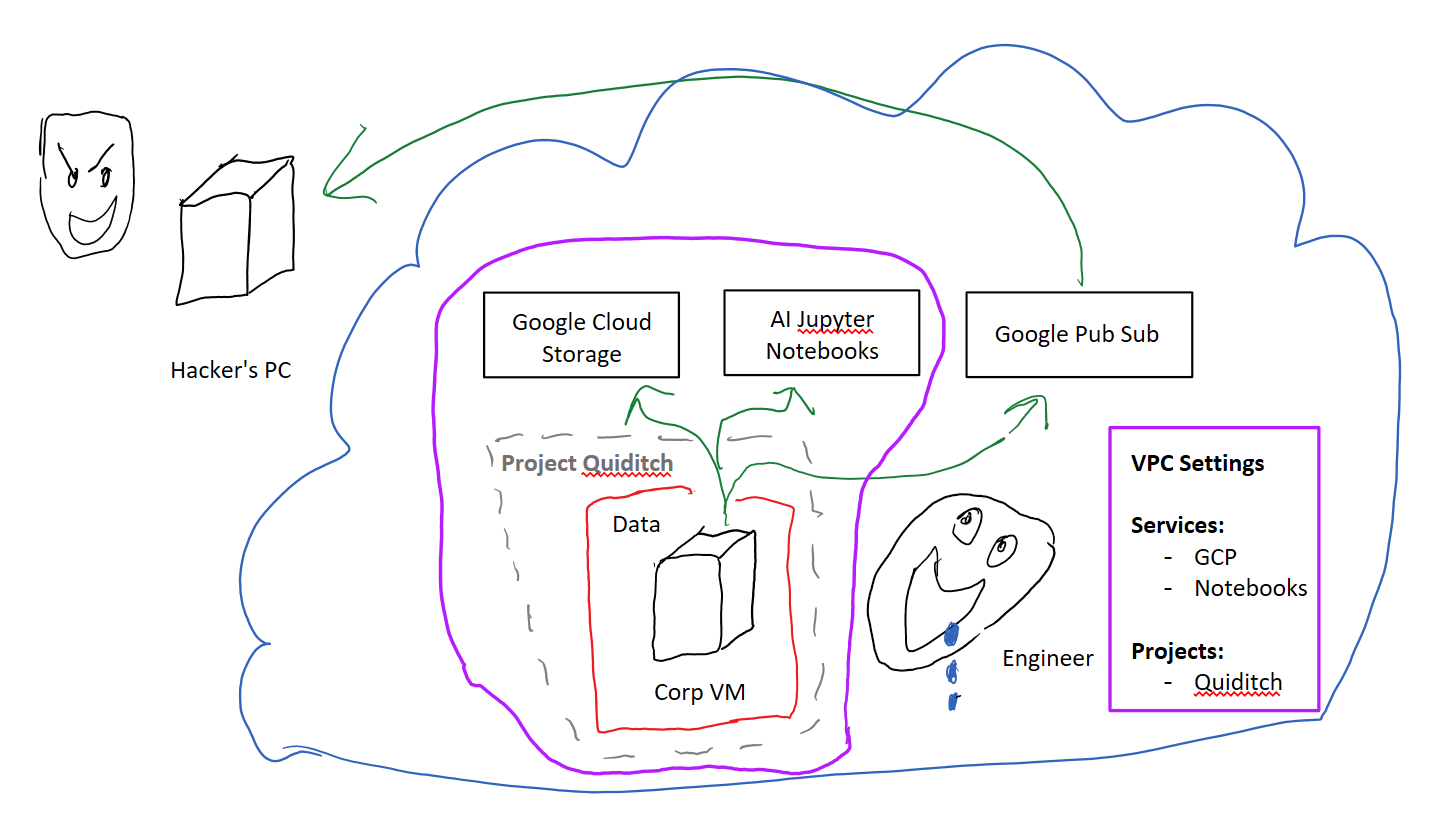 Hacker's PC
Google Cloud
Storage
AI Jupyter
Notebooks
Google Pub Sub
Project Quiditch
Data
Corp VM
Engineer
VPC Settings
Services:
- GCP
- Notebooks
Projects:
- Quiditch